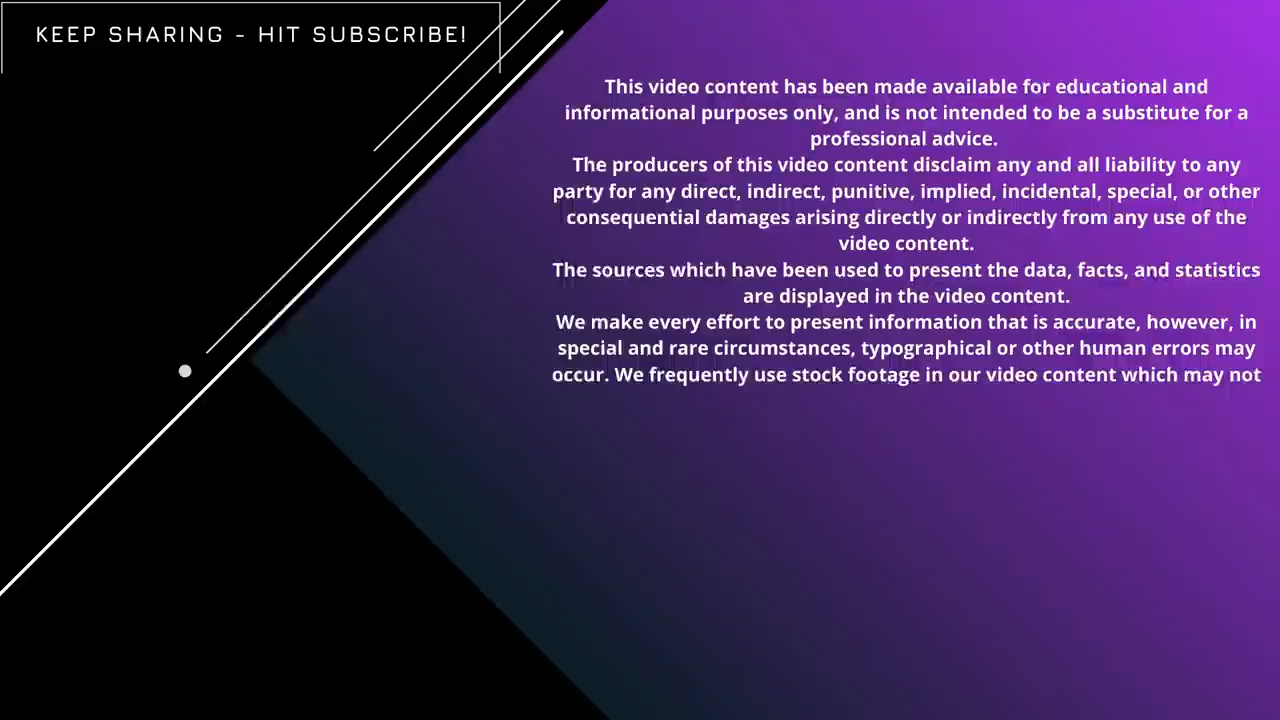 KEEP SHARING - HIT SUBSCRIBE!
This video content has been made available for educational and
informational purposes only, and is not intended to be a substitute for a
professional advice.
The producers of this video content disclaim any and all liability to any
party for any direct, indirect, punitive, implied, incidental, special, or other
consequential damages arising directly or indirectly from any use of the
video content.
The sources which have been used to present the data, facts, and statistics
are displayed in the video content.
We make every effort to present information that is accurate, however, in
special and rare circumstances, typographical or other human errors may
occur. We frequently use stock footage in our video content which may not